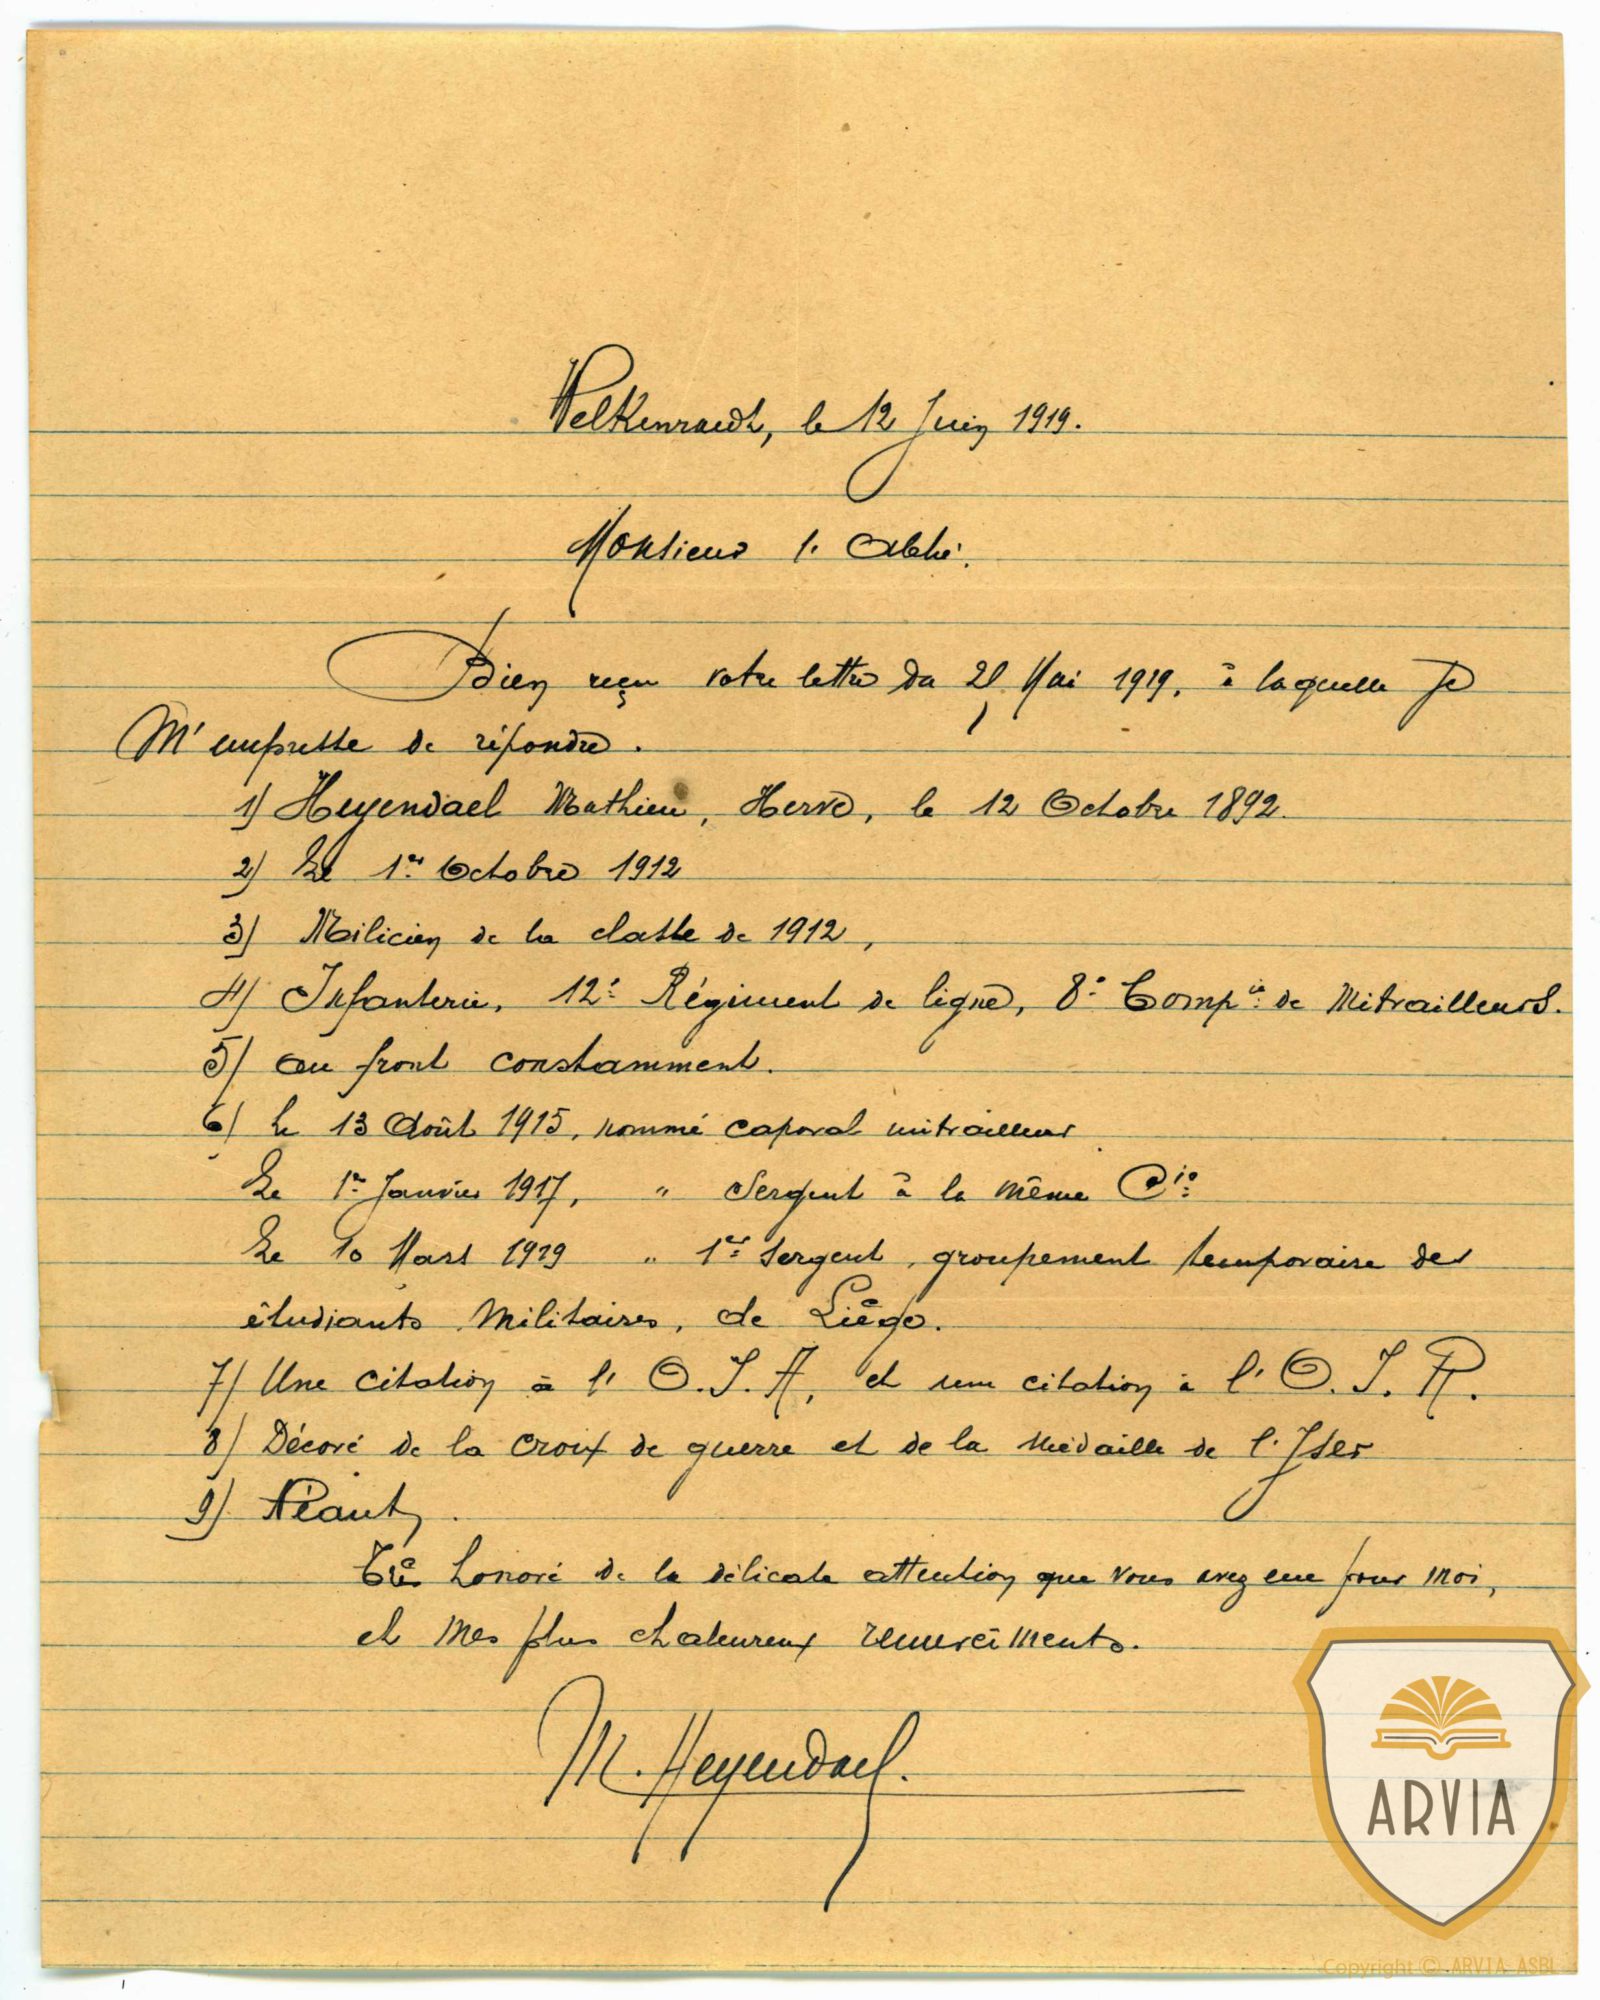 Welkenraedt, le 12 Juin 1919.
Monsieur l'Abbé.
Bien reçu votre lettre du 21 Mai 1919, à laquelle je
m'empresse de répondre.
1) Heyendael Mathieu, Herve, le 12 Octobre 1892.
2) Le 1er Octobre 1912
3) Milicien de la classe de 1912,
4) Infanterie, 12e Régiment de ligne, 8e Compie de Mitrailleurs.
5) au front constamment.
6) Le 13 Août 1915, nommé caporal mitrailleur
Le 1er Janvier 1917, " Sergent à la même Cie
Le 10 Mars 1919 " 1er Sergent, groupement temporaire des
étudiants militaires, de Liége.
7) Une citation à l'O.J.A, et une citation à l'O.J.R.
8) Décoré de la croix de guerre et de la médaille de l'Yser
9) Néant.
Très honoré de la délicate attention que vous avez eue pour moi,
et mes plus chaleureux remerciments.
M. Heyendael.
ARVIA
Copyright © ARVIA ASBL